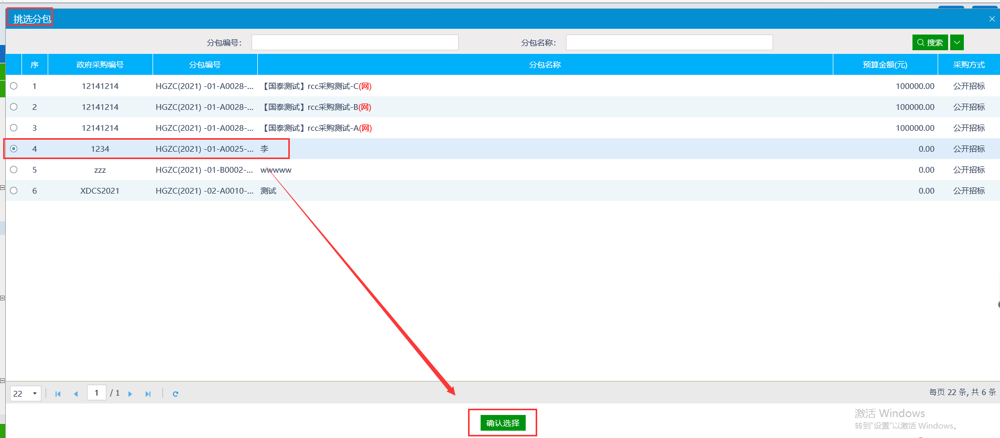 挑选分包
分包编号： 分包名称： 搜索
序 政府采购编号 分包编号 分包名称 预算金额(元) 采购方式
1 12141214 HGZC(2021) -01-A0028-... 【国泰测试】rcc采购测试-C(网) 100000.00 公开招标
2 12141214 HGZC(2021) -01-A0028-... 【国泰测试】rcc采购测试-B(网) 100000.00 公开招标
3 12141214 HGZC(2021) -01-A0028-... 【国泰测试】rcc采购测试-A(网) 100000.00 公开招标
4 1234 HGZC(2021) -01-A0025-... 李 0.00 公开招标
5 zzz HGZC(2021) -01-B0002-... wwwww 0.00 公开招标
6 XDCS2021 HGZC(2021) -02-A0010-... 测试 0.00 公开招标
22 1 / 1 每页 22 条, 共 6 条
确认选择
激活 Windows
转到"设置"以激活 Windows。